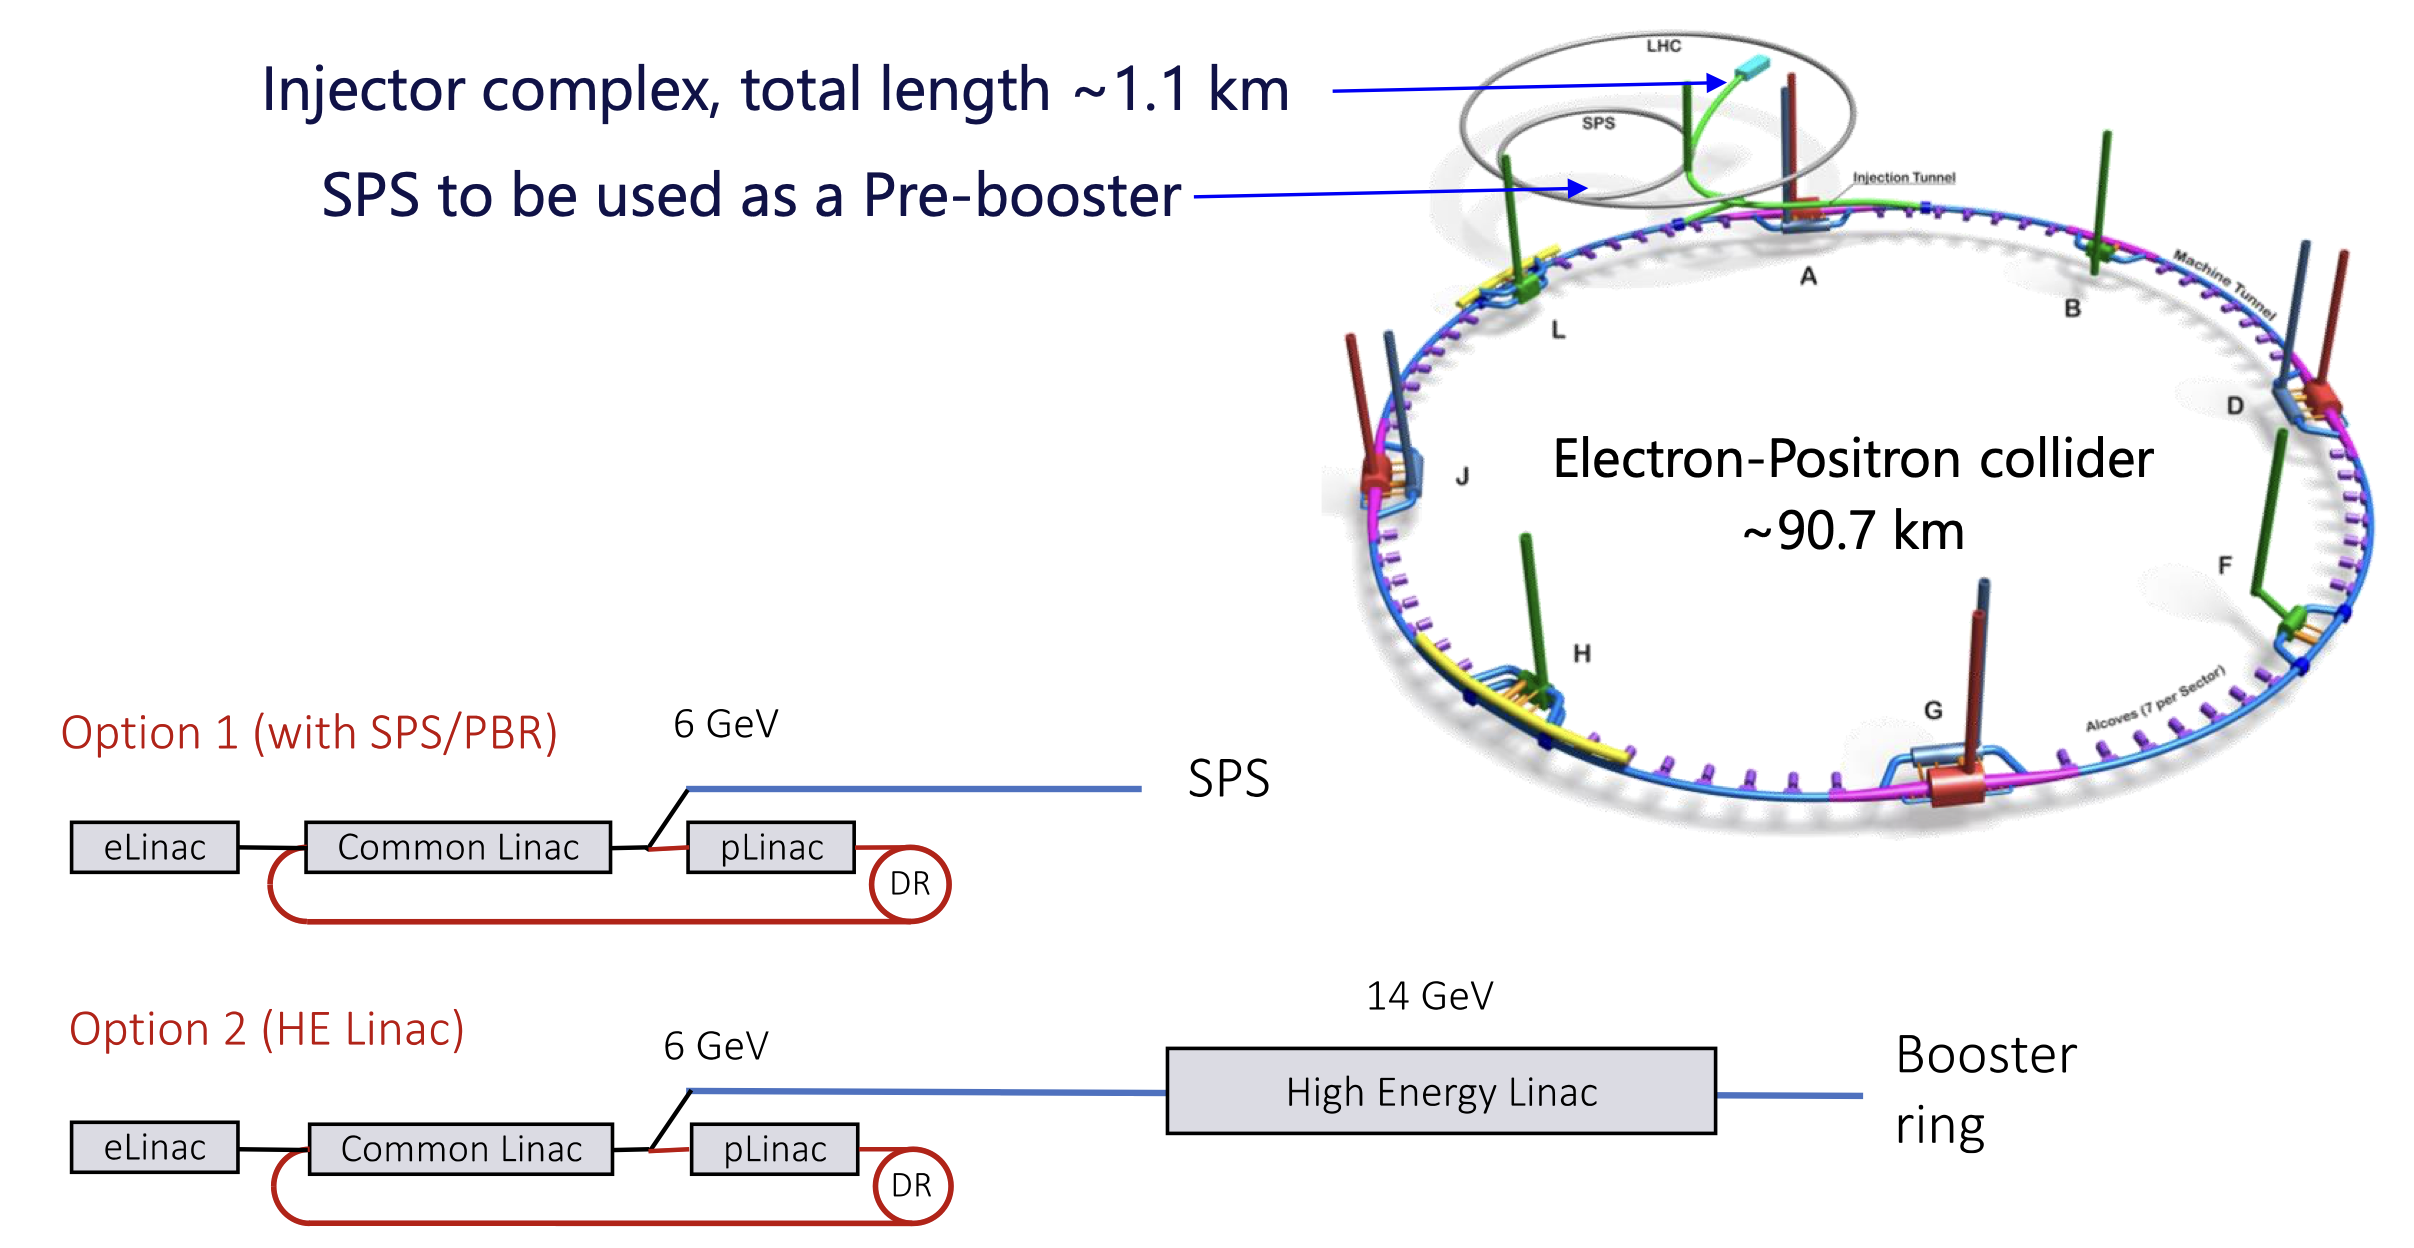 Injector complex, total length ~1.1 km
SPS to be used as a Pre-booster
LHC
SPS
Injection Tunnel
A
B
Machine Tunnel
L
D
J
Electron-Positron collider
~90.7 km
F
H
G
Alcoves (7 per Sector)
Option 1 (with SPS/PBR)
6 GeV
SPS
eLinac
Common Linac
pLinac
DR
Option 2 (HE Linac)
6 GeV
14 GeV
High Energy Linac
Booster
ring
eLinac
Common Linac
pLinac
DR